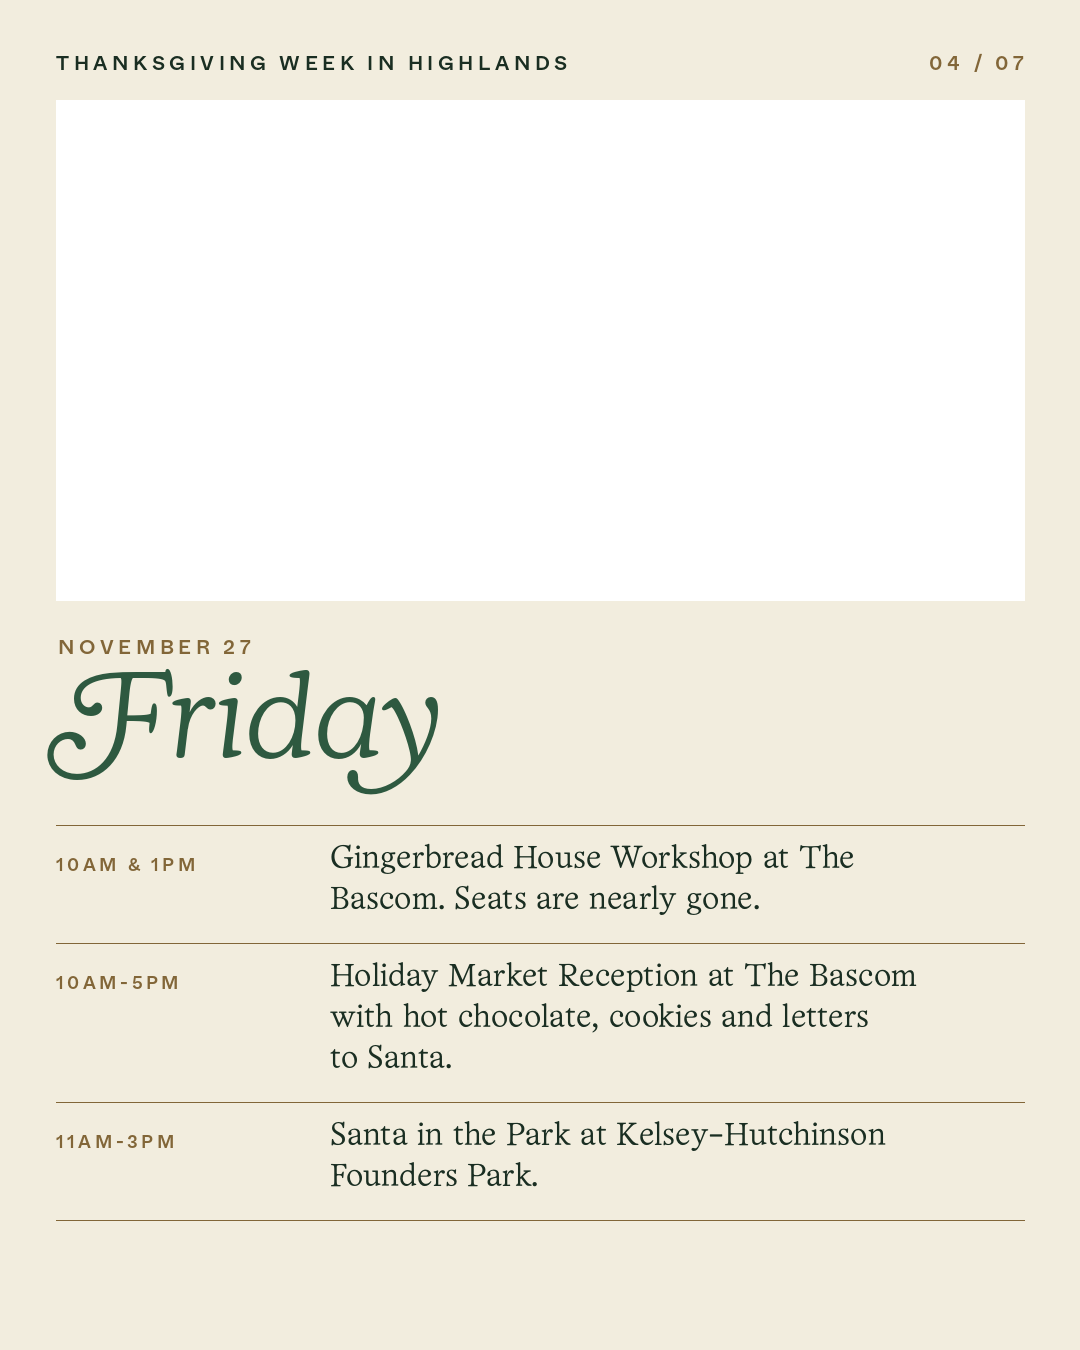 THANKSGIVING WEEK IN HIGHLANDS
04 / 07
NOVEMBER 27
Friday
10AM & 1PM
Gingerbread House Workshop at The
Bascom. Seats are nearly gone.
10AM-5PM
Holiday Market Reception at The Bascom
with hot chocolate, cookies and letters
to Santa.
11AM-3PM
Santa in the Park at Kelsey–Hutchinson
Founders Park.